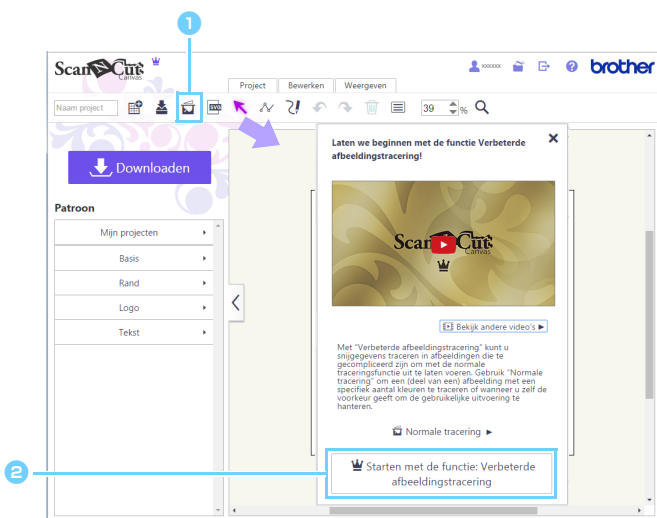 1
ScanNCut
Canvas
xxxxxx
brother
Project
Bewerken
Weergeven
Naam project
SVG
39
%
Downloaden
Patroon
Mijn projecten
Basis
Rand
Logo
Tekst
Laten we beginnen met de functie Verbeterde
afbeeldingstracering!
ScanNCut
Canvas
Bekijk andere video's ►
Met "Verbeterde afbeeldingstracering" kunt u
snijgegevens traceren in afbeeldingen die te
gecompliceerd zijn om met de normale
traceringsfunctie uit te laten voeren. Gebruik "Normale
tracering" om een (deel van een) afbeelding met een
specifiek aantal kleuren te traceren of wanneer u zelf de
voorkeur geeft om de gebruikelijke uitvoering te
hanteren.
Normale tracering ►
2
Starten met de functie: Verbeterde
afbeeldingstracering